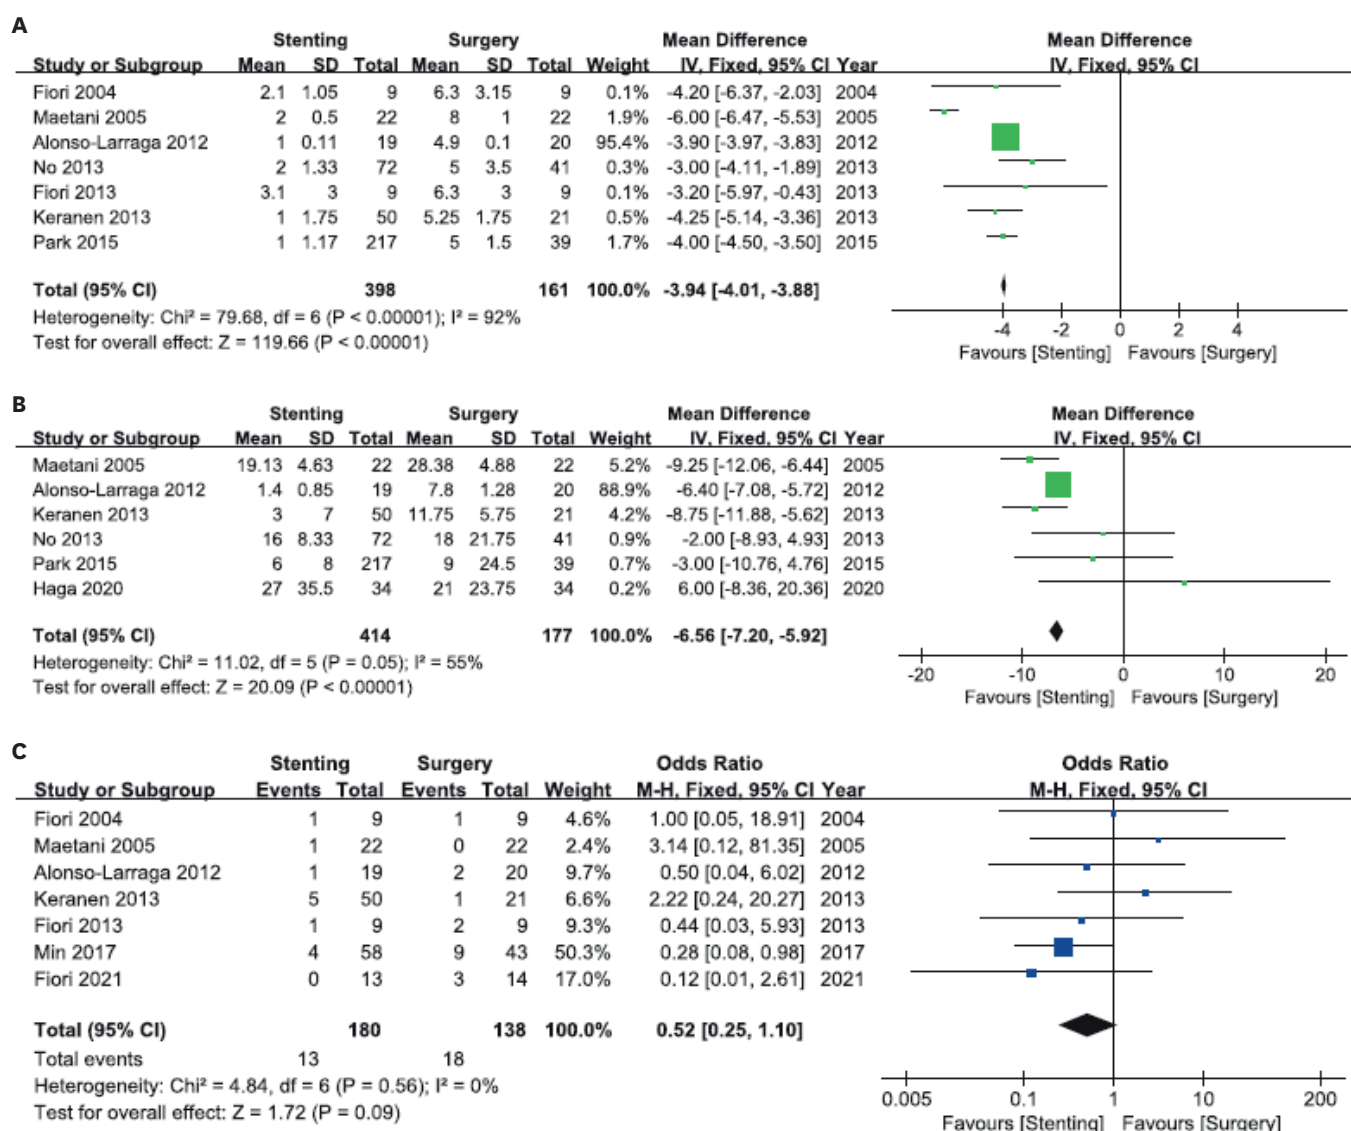 A
Stenting Surgery Mean Difference Mean Difference
Study or Subgroup Mean SD Total Mean SD Total Weight IV, Fixed, 95% CI Year IV, Fixed, 95% CI
Fiori 2004 2.1 1.05 9 6.3 3.15 9 0.1% -4.20 [-6.37, -2.03] 2004
Maetani 2005 2 0.5 22 8 1 22 1.9% -6.00 [-6.47, -5.53] 2005
Alonso-Larraga 2012 1 0.11 19 4.9 0.1 20 95.4% -3.90 [-3.97, -3.83] 2012
No 2013 2 1.33 72 5 3.5 41 0.3% -3.00 [-4.11, -1.89] 2013
Fiori 2013 3.1 3 9 6.3 3 9 0.1% -3.20 [-5.97, -0.43] 2013
Keranen 2013 1 1.75 50 5.25 1.75 21 0.5% -4.25 [-5.14, -3.36] 2013
Park 2015 1 1.17 217 5 1.5 39 1.7% -4.00 [-4.50, -3.50] 2015
Total (95% CI) 398 161 100.0% -3.94 [-4.01, -3.88]
Heterogeneity: Chi² = 79.68, df = 6 (P < 0.00001); I² = 92%
Test for overall effect: Z = 119.66 (P < 0.00001)
-4 -2 0 2 4
Favours [Stenting] Favours [Surgery]
B
Stenting Surgery Mean Difference Mean Difference
Study or Subgroup Mean SD Total Mean SD Total Weight IV, Fixed, 95% CI Year IV, Fixed, 95% CI
Maetani 2005 19.13 4.63 22 28.38 4.88 22 5.2% -9.25 [-12.06, -6.44] 2005
Alonso-Larraga 2012 1.4 0.85 19 7.8 1.28 20 88.9% -6.40 [-7.08, -5.72] 2012
Keranen 2013 3 7 50 11.75 5.75 21 4.2% -8.75 [-11.88, -5.62] 2013
No 2013 16 8.33 72 18 21.75 41 0.9% -2.00 [-8.93, 4.93] 2013
Park 2015 6 8 217 9 24.5 39 0.7% -3.00 [-10.76, 4.76] 2015
Haga 2020 27 35.5 34 21 23.75 34 0.2% 6.00 [-8.36, 20.36] 2020
Total (95% CI) 414 177 100.0% -6.56 [-7.20, -5.92]
Heterogeneity: Chi² = 11.02, df = 5 (P = 0.05); I² = 55%
Test for overall effect: Z = 20.09 (P < 0.00001)
-20 -10 0 10 20
Favours [Stenting] Favours [Surgery]
C
Stenting Surgery Odds Ratio Odds Ratio
Study or Subgroup Events Total Events Total Weight M-H, Fixed, 95% CI Year M-H, Fixed, 95% CI
Fiori 2004 1 9 1 9 4.6% 1.00 [0.05, 18.91] 2004
Maetani 2005 1 22 0 22 2.4% 3.14 [0.12, 81.35] 2005
Alonso-Larraga 2012 1 19 2 20 9.7% 0.50 [0.04, 6.02] 2012
Keranen 2013 5 50 1 21 6.6% 2.22 [0.24, 20.27] 2013
Fiori 2013 1 9 2 9 9.3% 0.44 [0.03, 5.93] 2013
Min 2017 4 58 9 43 50.3% 0.28 [0.08, 0.98] 2017
Fiori 2021 0 13 3 14 17.0% 0.12 [0.01, 2.61] 2021
Total (95% CI) 180 138 100.0% 0.52 [0.25, 1.10]
Total events 13 18
Heterogeneity: Chi² = 4.84, df = 6 (P = 0.56); I² = 0%
Test for overall effect: Z = 1.72 (P = 0.09)
0.005 0.1 1 10 200
Favours [Stenting] Favours [Surgery]